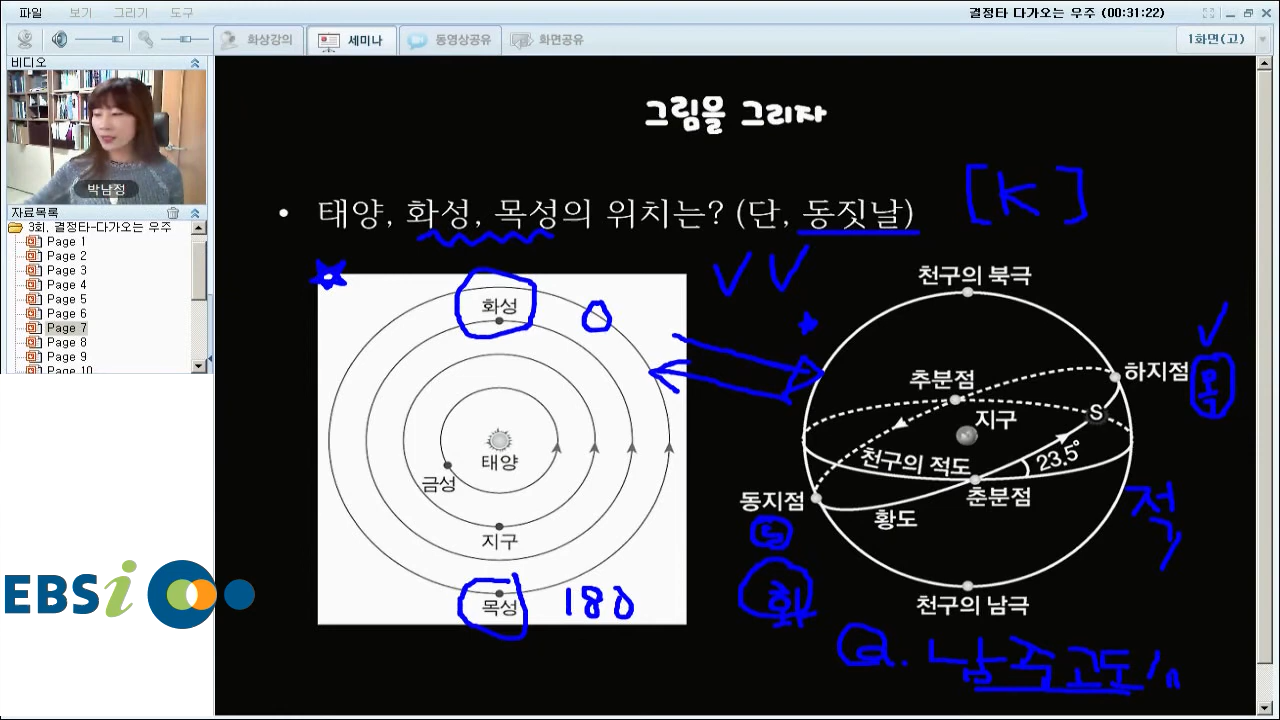 파일 보기 그리기 도구
결정타 다가오는 우주 (00:31:22)
화상강의 세미나 동영상공유 화면공유
1화면(고)
비디오
박남정
자료목록
3회, 결정타-다가오는 우주
Page 1
Page 2
Page 3
Page 4
Page 5
Page 6
Page 7
Page 8
Page 9
Page 10
EBSi
그림을 그리자
• 태양, 화성, 목성의 위치는? (단, 동짓날)
[K]
화성
태양
금성
지구
목성
180
천구의 북극
하지점
목
추분점
S
지구
천구의 적도
23.5°
춘분점
동지점
황도
적
S
화
천구의 남극
Q. 남중고도